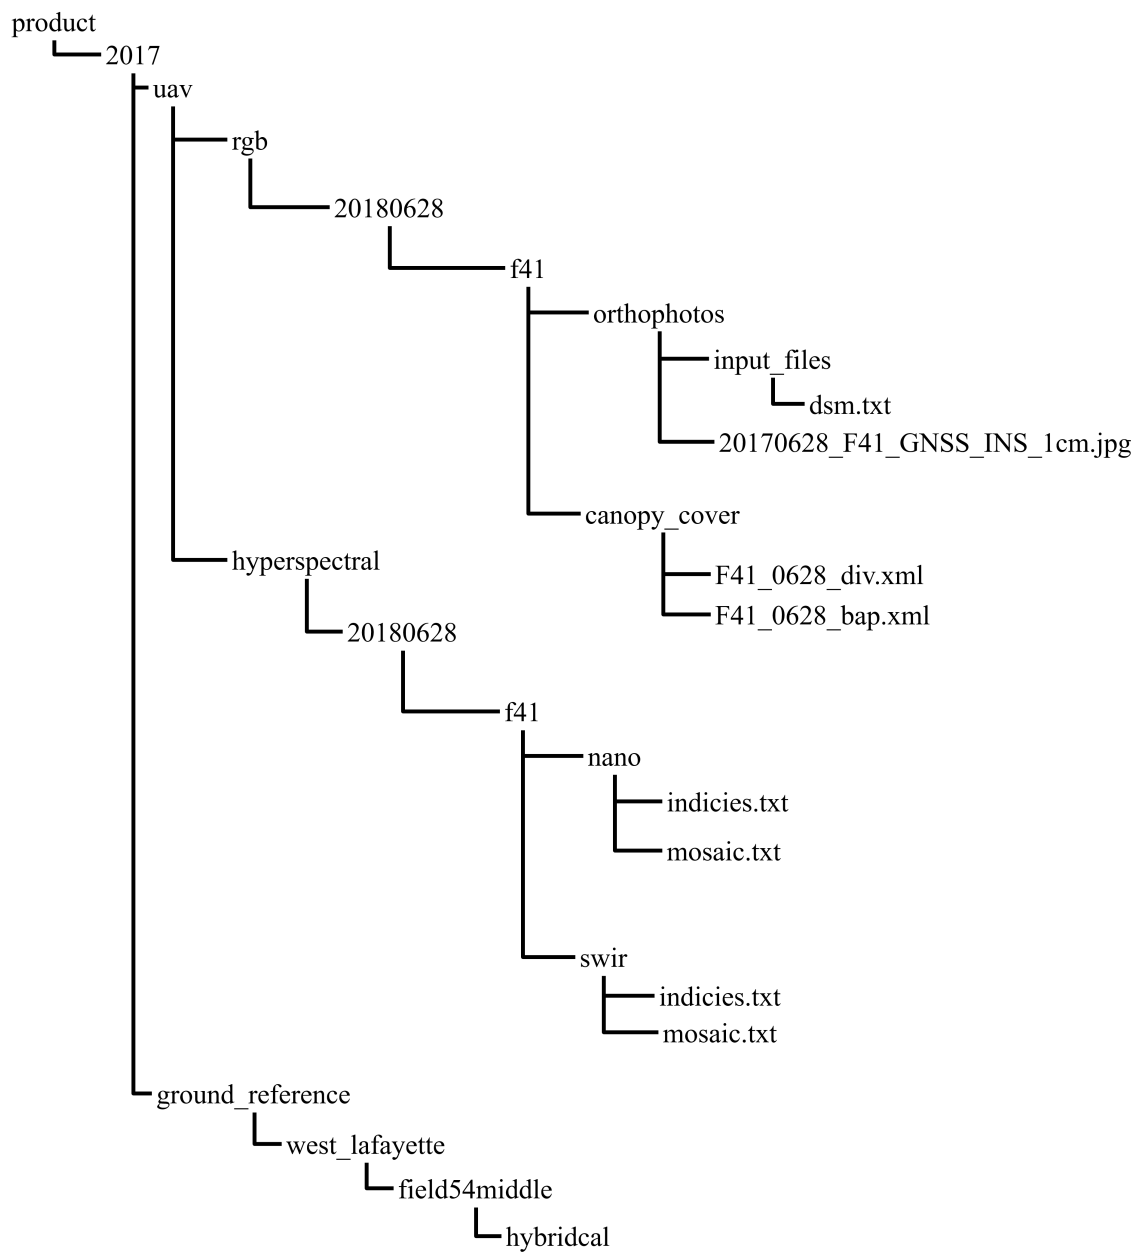 product
2017
uav
rgb
20180628
f41
orthophotos
input_files
dsm.txt
20170628_F41_GNSS_INS_1cm.jpg
canopy_cover
F41_0628_div.xml
F41_0628_bap.xml
hyperspectral
20180628
f41
nano
indicies.txt
mosaic.txt
swir
indicies.txt
mosaic.txt
ground_reference
west_lafayette
field54middle
hybridcal